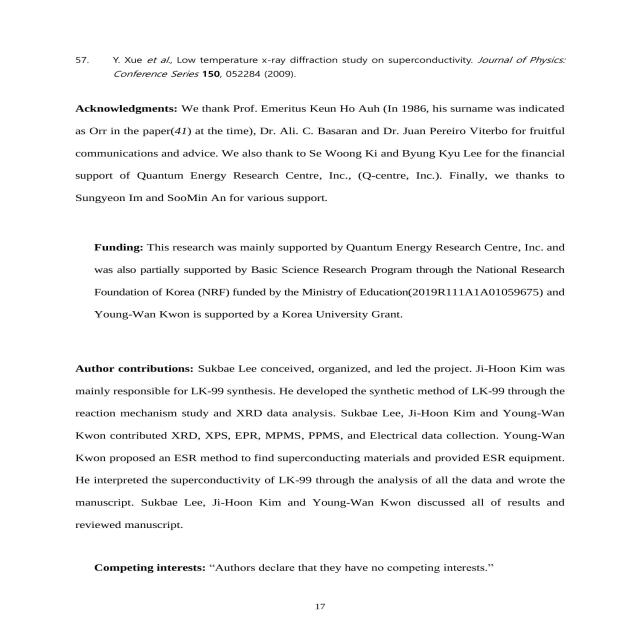 57. Y. Xue et al., Low temperature x-ray diffraction study on superconductivity. Journal of Physics:
Conference Series 150, 052284 (2009).
Acknowledgments: We thank Prof. Emeritus Keun Ho Auh (In 1986, his surname was indicated
as Orr in the paper(41) at the time), Dr. Ali. C. Basaran and Dr. Juan Pereiro Viterbo for fruitful
communications and advice. We also thank to Se Woong Ki and Byung Kyu Lee for the financial
support of Quantum Energy Research Centre, Inc., (Q-centre, Inc.). Finally, we thanks to
Sungyeon Im and SooMin An for various support.
Funding: This research was mainly supported by Quantum Energy Research Centre, Inc. and
was also partially supported by Basic Science Research Program through the National Research
Foundation of Korea (NRF) funded by the Ministry of Education(2019R111A1A01059675) and
Young-Wan Kwon is supported by a Korea University Grant.
Author contributions: Sukbae Lee conceived, organized, and led the project. Ji-Hoon Kim was
mainly responsible for LK-99 synthesis. He developed the synthetic method of LK-99 through the
reaction mechanism study and XRD data analysis. Sukbae Lee, Ji-Hoon Kim and Young-Wan
Kwon contributed XRD, XPS, EPR, MPMS, PPMS, and Electrical data collection. Young-Wan
Kwon proposed an ESR method to find superconducting materials and provided ESR equipment.
He interpreted the superconductivity of LK-99 through the analysis of all the data and wrote the
manuscript. Sukbae Lee, Ji-Hoon Kim and Young-Wan Kwon discussed all of results and
reviewed manuscript.
Competing interests: “Authors declare that they have no competing interests.”
17